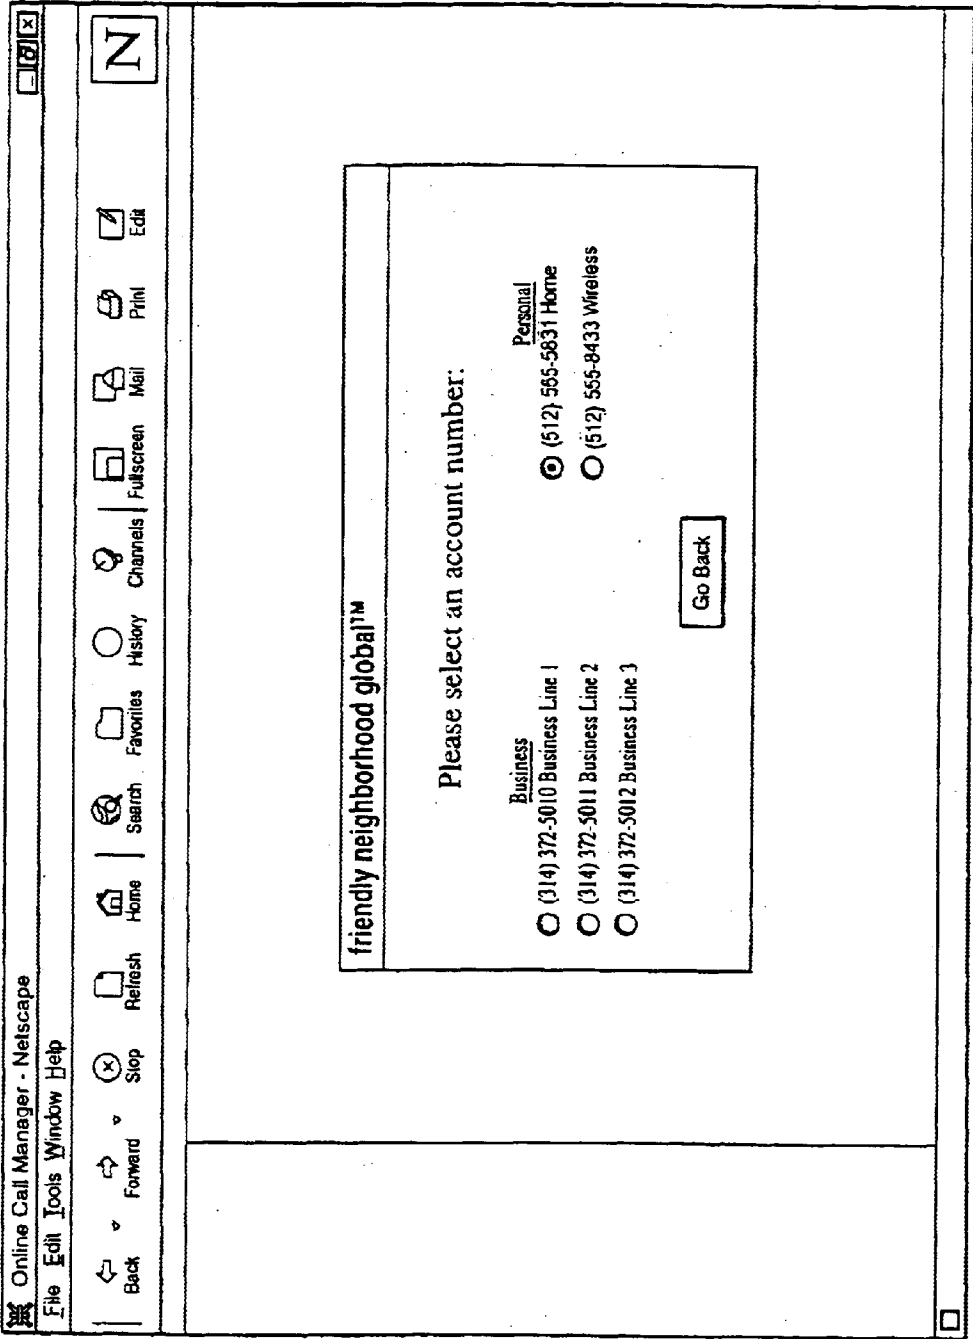 Online Call Manager - Netscape
File Edit Tools Window Help
Back Forward Stop Refresh Home Search Favorites History Channels Fullscreen Mail Print Edit
N
friendly neighborhood global™
Please select an account number:
Business
(314) 372-5010 Business Line 1
(314) 372-5011 Business Line 2
(314) 372-5012 Business Line 3
Personal
(512) 555-5831 Home
(512) 555-8433 Wireless
Go Back